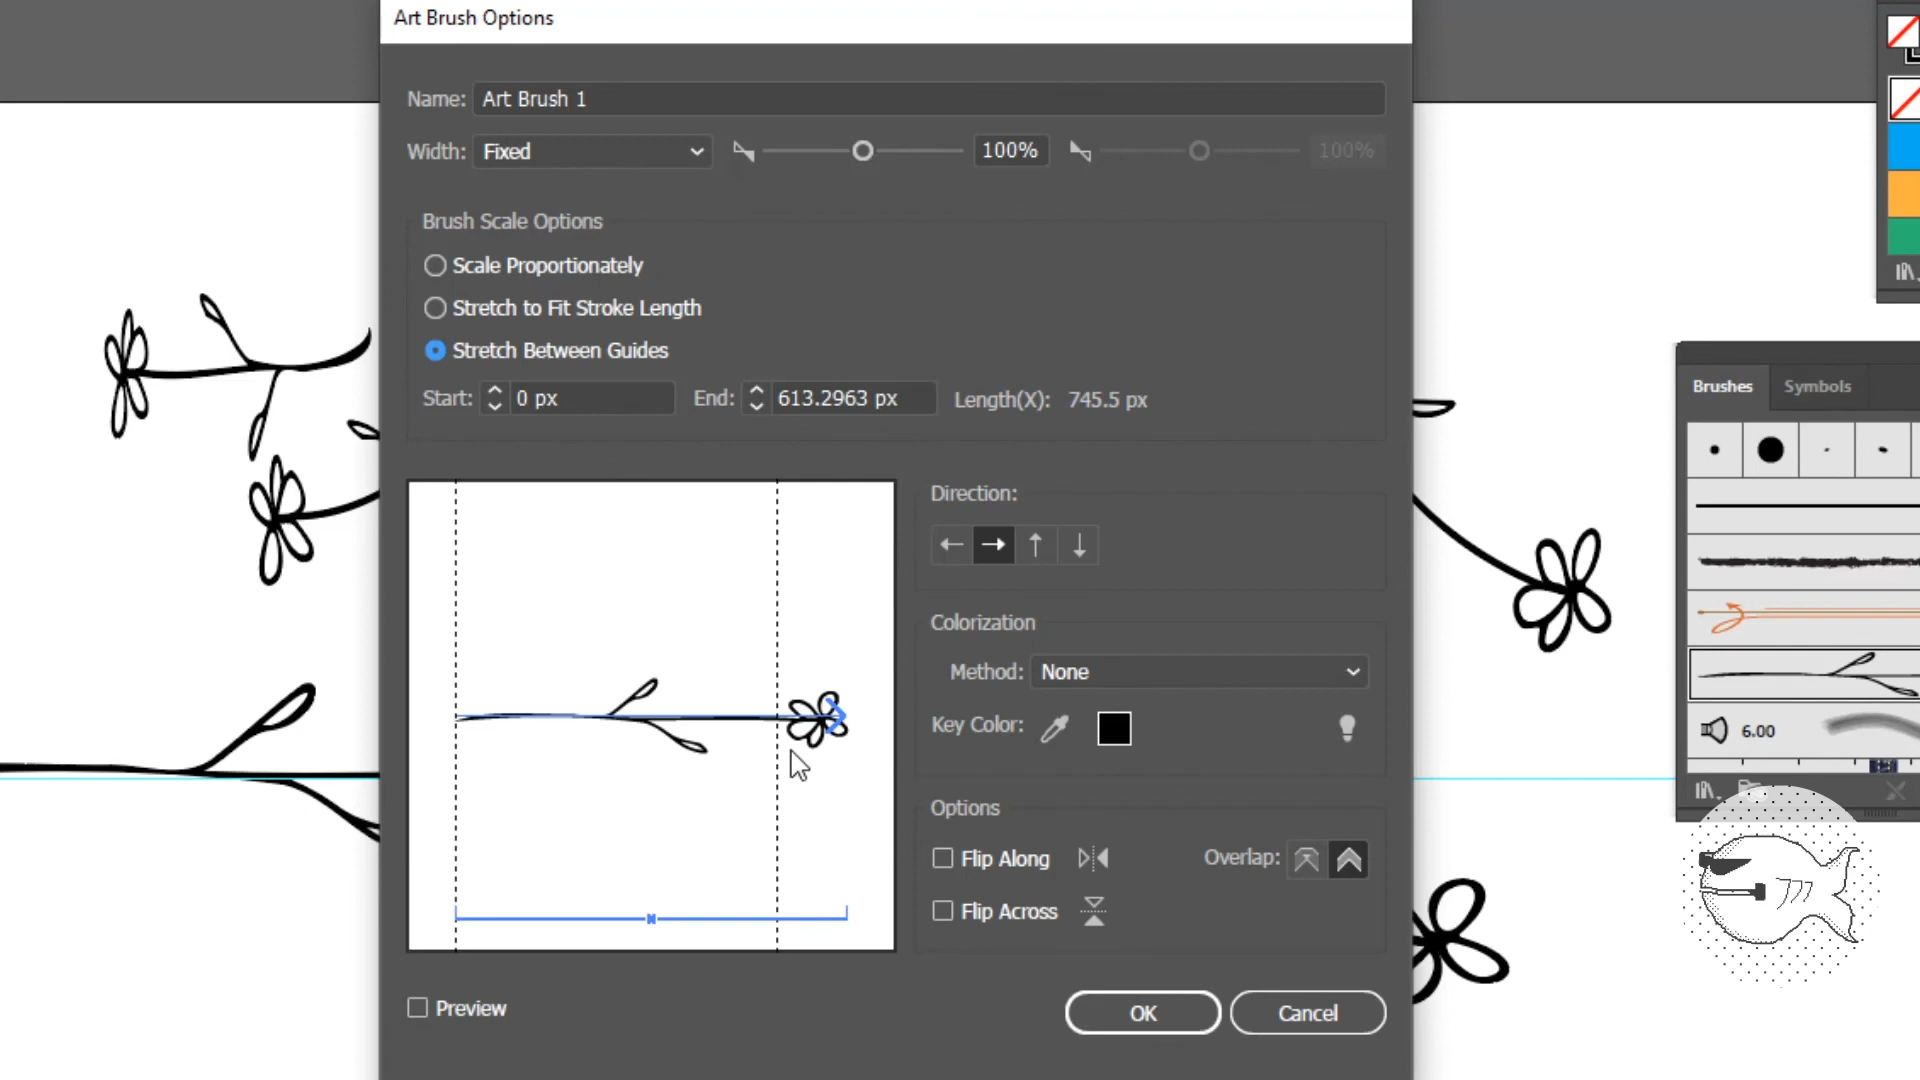 Art Brush Options
Name: Art Brush 1
Width: Fixed 100% 100%
Brush Scale Options
Scale Proportionately
Stretch to Fit Stroke Length
Stretch Between Guides
Start: 0 px End: 613.2963 px Length(X): 745.5 px
Brushes Symbols
Direction:
Colorization
Method: None
Key Color:
6.00
Options
Flip Along Overlap:
Flip Across
Preview OK Cancel